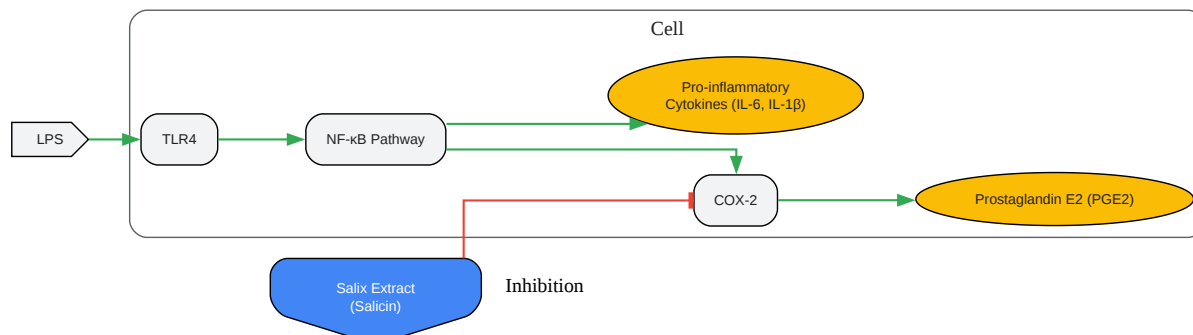 Cell
Pro-inflammatory
Cytokines (IL-6, IL-1β)
LPS
TLR4
NF-κB Pathway
COX-2
Prostaglandin E2 (PGE2)
Salix Extract
(Salicin)
Inhibition